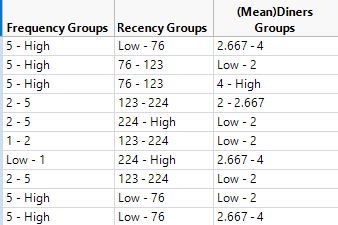 (Mean)Diners
Frequency Groups Recency Groups Groups
5 - High Low - 76 2.667 - 4
5 - High 76 - 123 Low - 2
5 - High 76 - 123 4 - High
2 - 5 123 - 224 2 - 2.667
2 - 5 224 - High Low - 2
1 - 2 123 - 224 Low - 2
Low - 1 224 - High 2.667 - 4
2 - 5 123 - 224 Low - 2
5 - High Low - 76 Low - 2
5 - High Low - 76 2.667 - 4